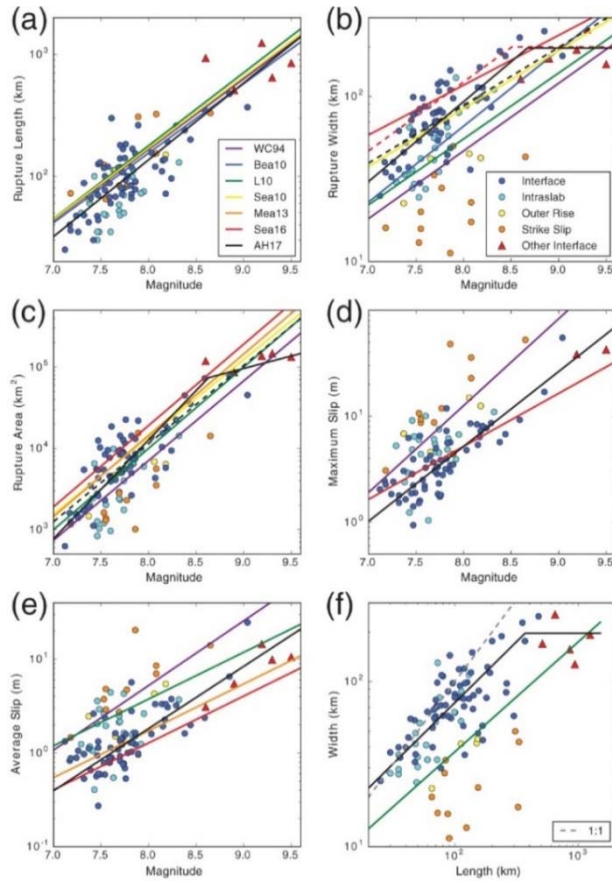 (a)
Rupture Length (km)
10³
10²
7.0 7.5 8.0 8.5 9.0 9.5
Magnitude
WC94
Bea10
L10
Sea10
Mea13
Sea16
AH17
(b)
Rupture Width (km)
10²
10¹
7.0 7.5 8.0 8.5 9.0 9.5
Magnitude
Interface
Intraslab
Outer Rise
Strike Slip
Other Interface
(c)
Rupture Area (km²)
10⁵
10⁴
10³
7.0 7.5 8.0 8.5 9.0 9.5
Magnitude
(d)
Maximum Slip (m)
10¹
10⁰
7.0 7.5 8.0 8.5 9.0 9.5
Magnitude
(e)
Average Slip (m)
10¹
10⁰
10⁻¹
7.0 7.5 8.0 8.5 9.0 9.5
Magnitude
(f)
Width (km)
10²
10¹
10² 10³
Length (km)
1:1